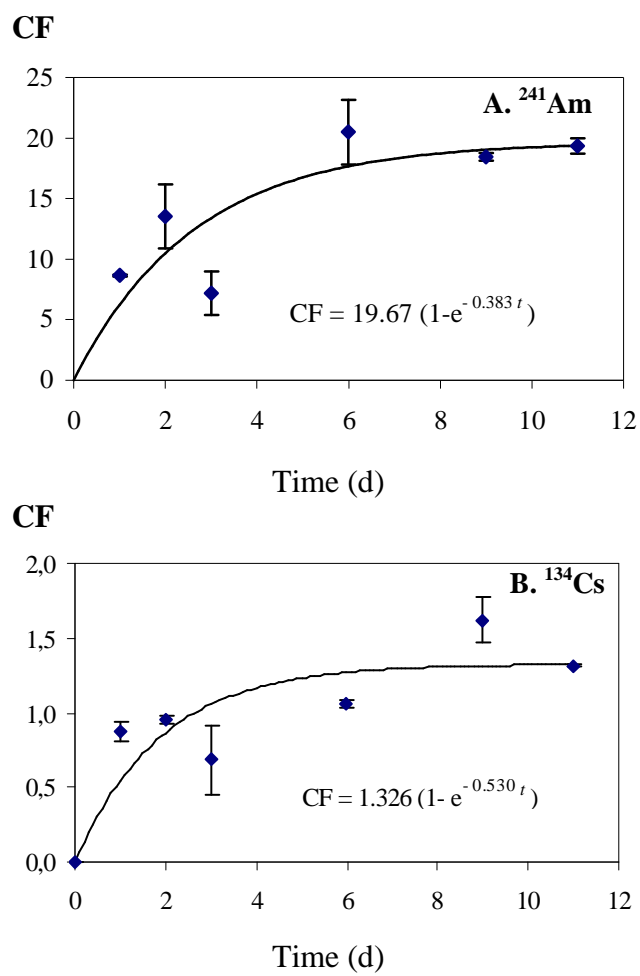 CF
25
20
15
10
5
0
A. ²⁴¹Am
CF = 19.67 (1-e^{- 0.383 t})
0 2 4 6 8 10 12
Time (d)
CF
2,0
1,5
1,0
0,5
0,0
B. ¹³⁴Cs
CF = 1.326 (1- e^{- 0.530 t})
0 2 4 6 8 10 12
Time (d)